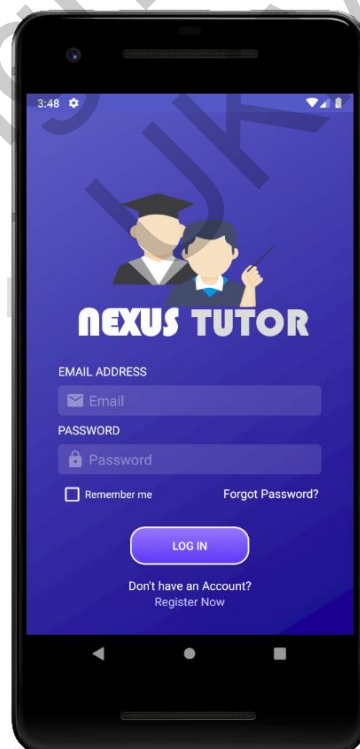 3:48
NEXUS TUTOR
EMAIL ADDRESS
Email
PASSWORD
Password
Remember me Forgot Password?
LOG IN
Don't have an Account?
Register Now